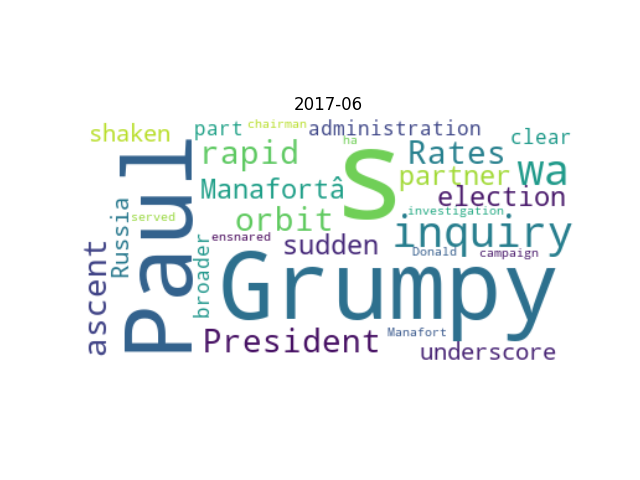 2017-06
part chairman administration
shaken
ha
clear
rapid
S
Rates
wa
partner
Paul
Manafortâ
election
Russia
served
orbit
investigation
inquiry
ensnared
sudden
Donald
campaign
ascent
broader
Grumpy
President
Manafort
underscore